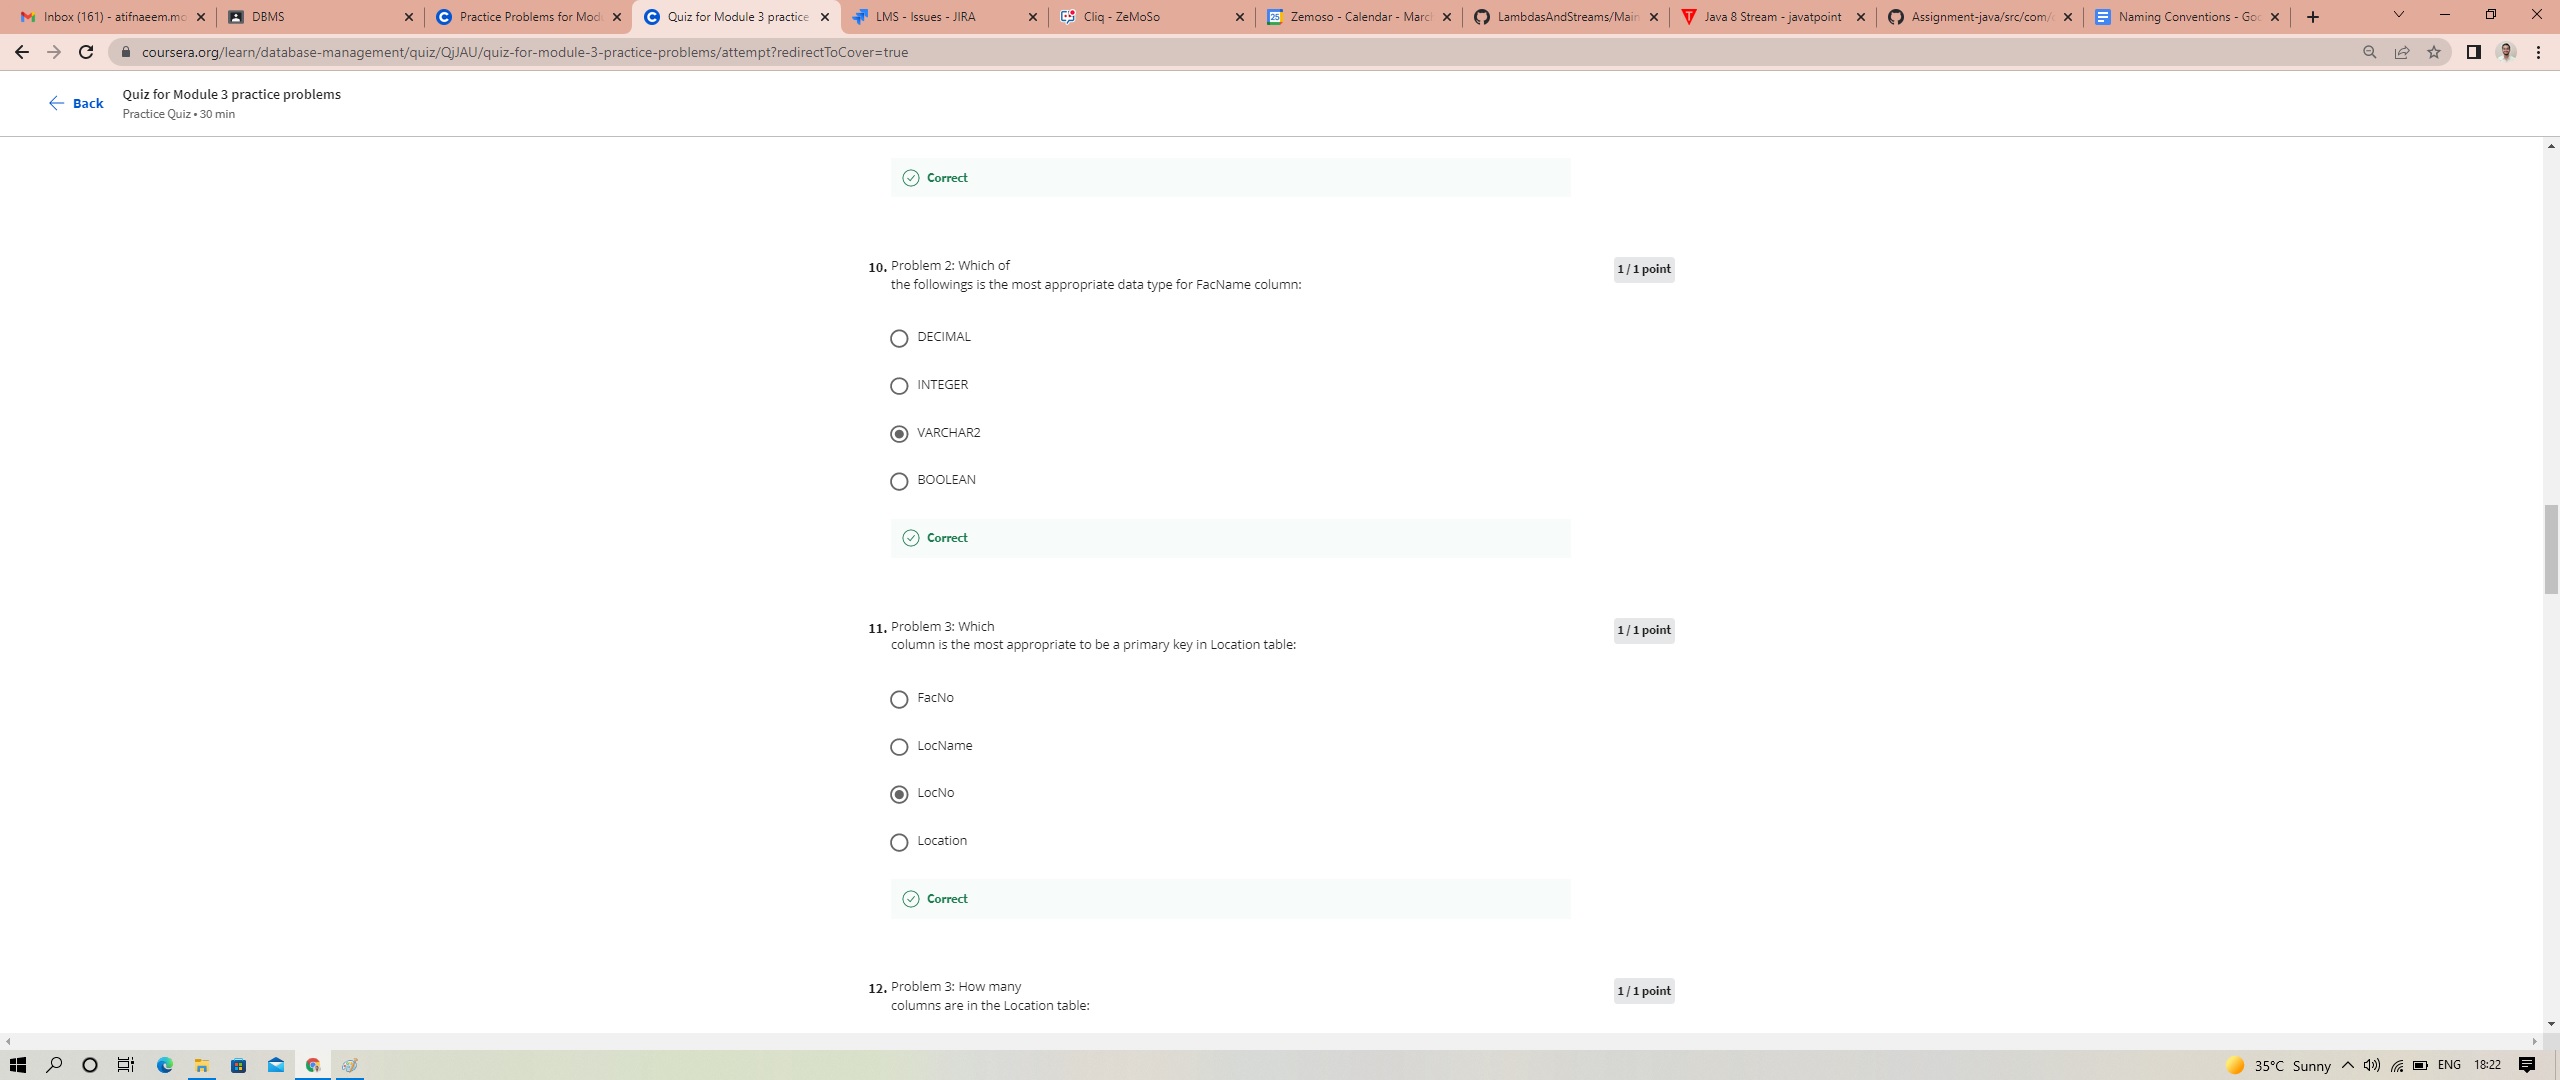 Inbox (161) - atifnaeem.mo
DBMS
Practice Problems for Mod
Quiz for Module 3 practice
LMS - Issues - JIRA
Cliq - ZeMoSo
Zemoso - Calendar - Marc
LambdasAndStreams/Main
Java 8 Stream - javatpoint
Assignment-java/src/com/
Naming Conventions - Goo
coursera.org/learn/database-management/quiz/QjJAU/quiz-for-module-3-practice-problems/attempt?redirectToCover=true
Back
Quiz for Module 3 practice problems
Practice Quiz • 30 min
Correct
10. Problem 2: Which of
the followings is the most appropriate data type for FacName column:
1 / 1 point
DECIMAL
INTEGER
VARCHAR2
BOOLEAN
Correct
11. Problem 3: Which
column is the most appropriate to be a primary key in Location table:
1 / 1 point
FacNo
LocName
LocNo
Location
Correct
12. Problem 3: How many
columns are in the Location table:
1 / 1 point
35°C Sunny
ENG
18:22